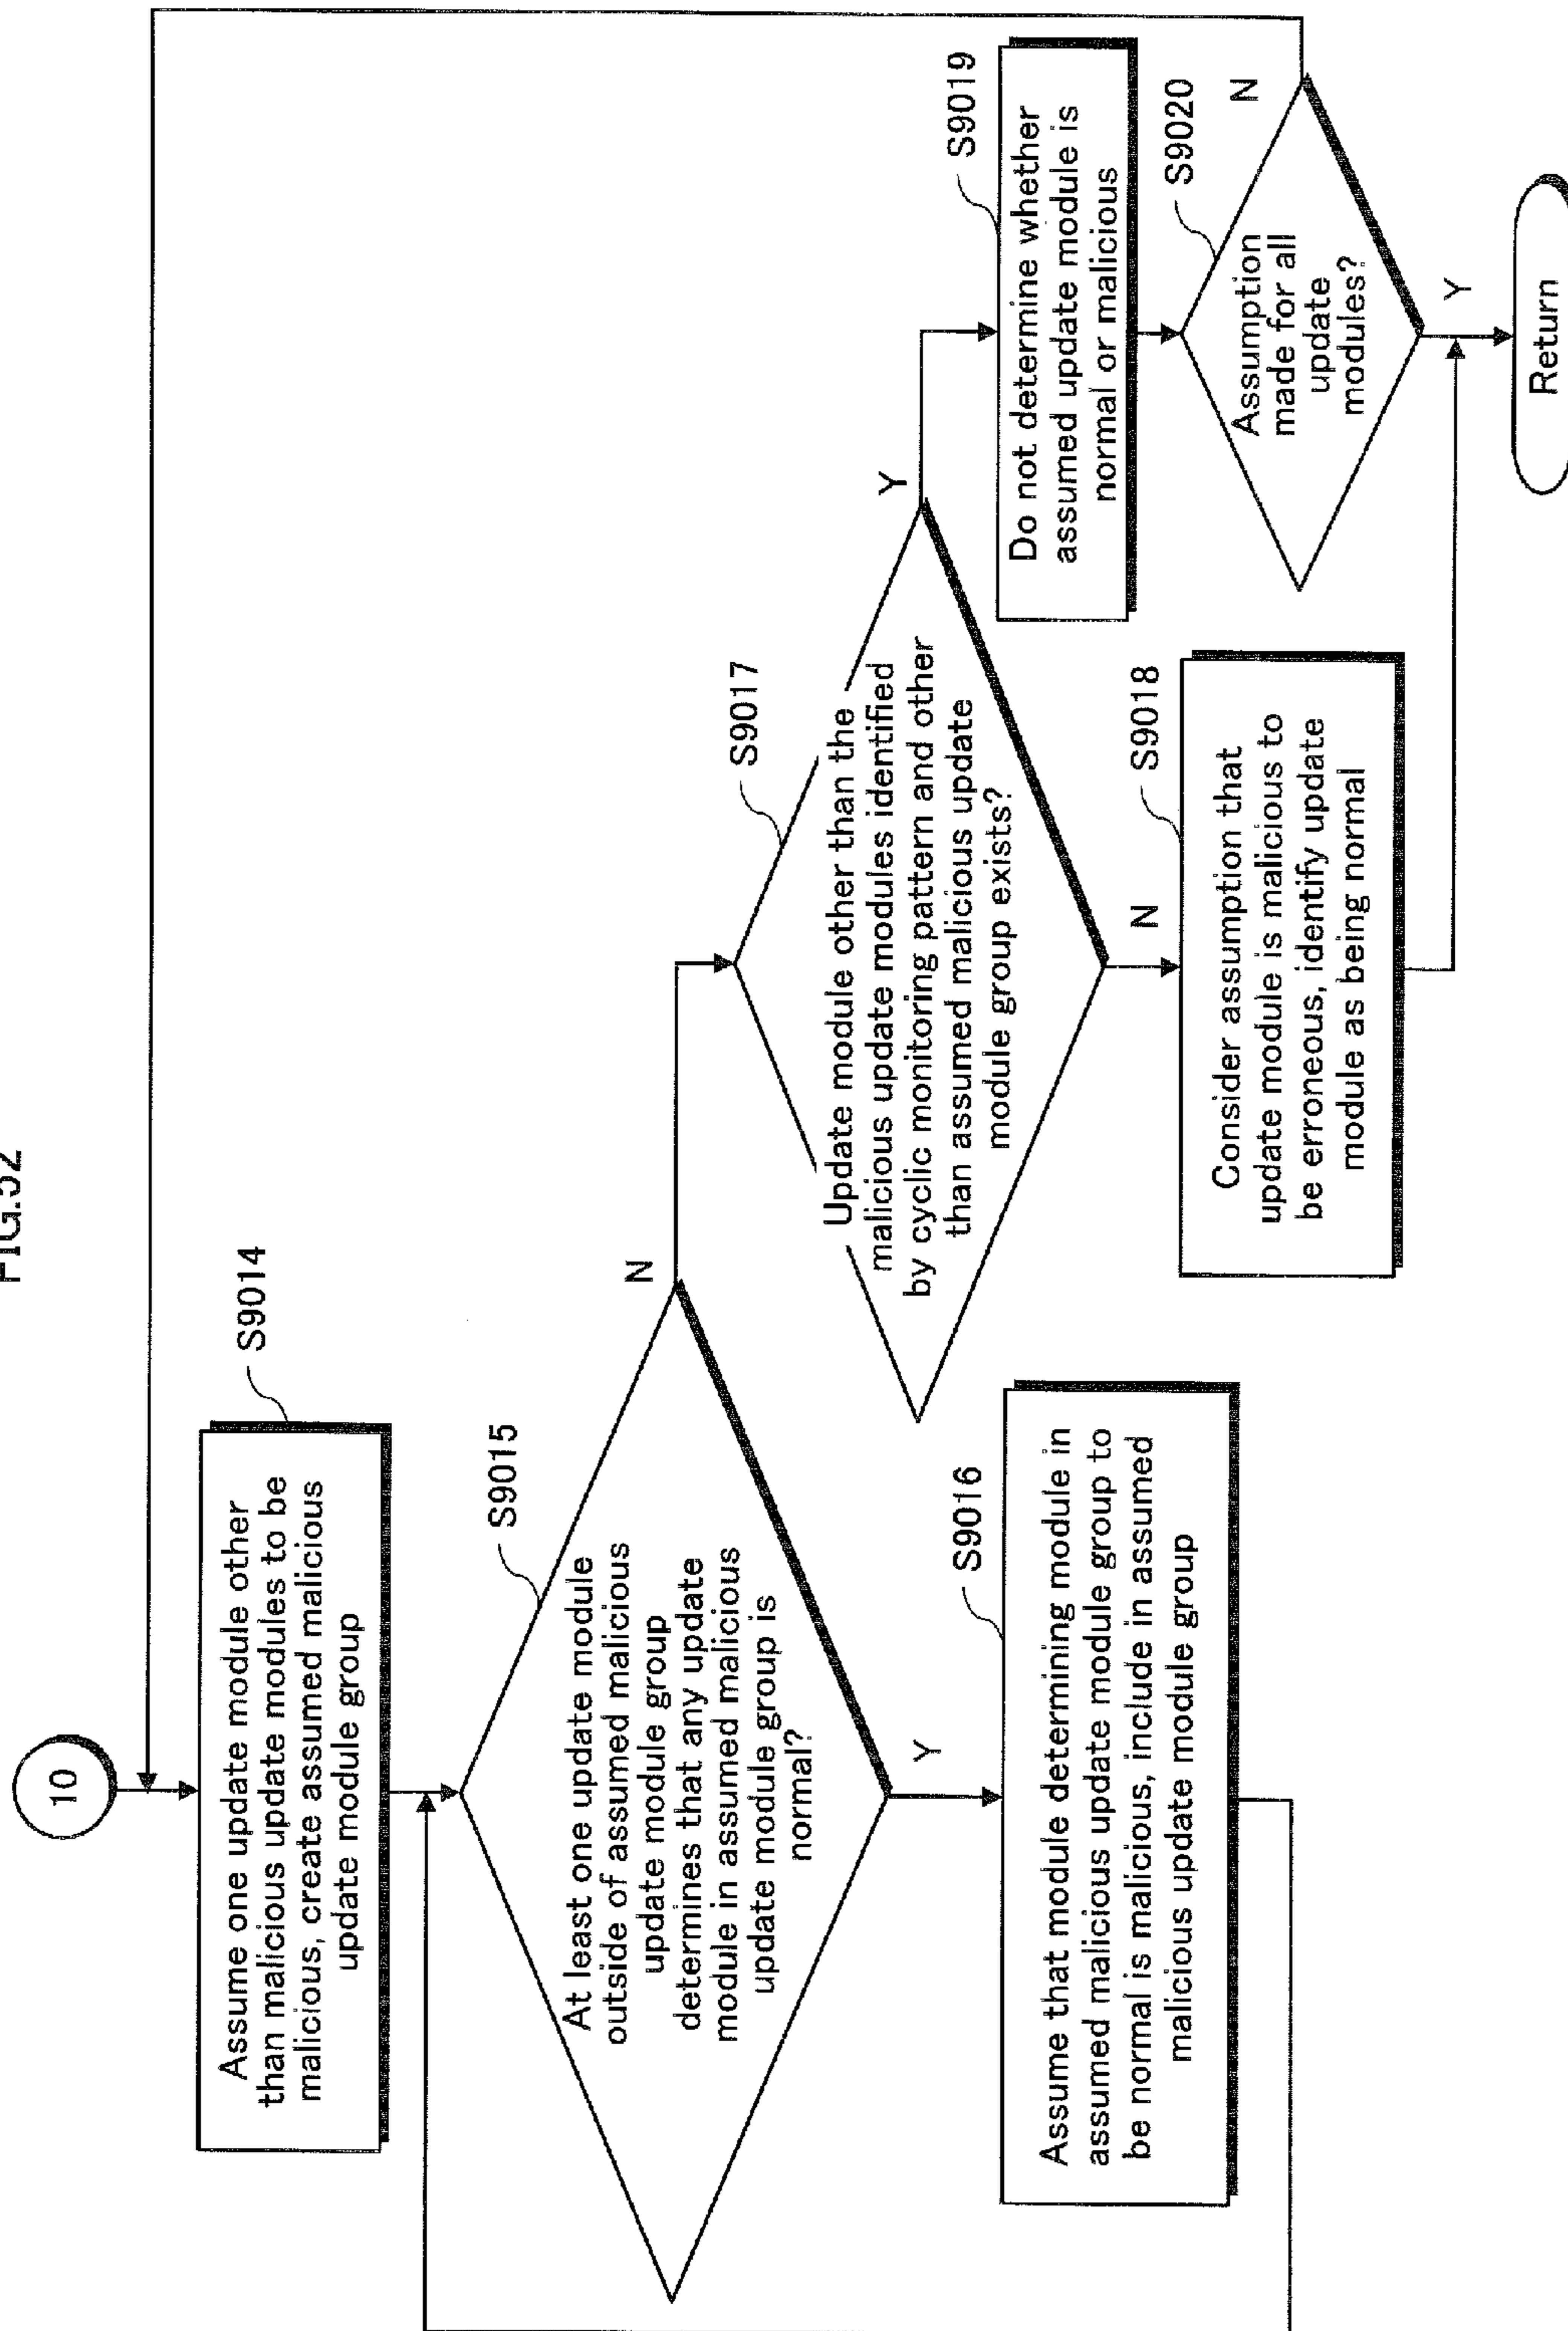 FIG.52
10
S9014
Assume one update module other
than malicious update modules to be
malicious, create assumed malicious
update module group
S9015
At least one update module
outside of assumed malicious
update module group
determines that any update
module in assumed malicious
update module group is
normal?
N
Y
S9016
Assume that module determining module in
assumed malicious update module group to
be normal is malicious, include in assumed
malicious update module group
S9017
Update module other than the
malicious update modules identified
by cyclic monitoring pattern and other
than assumed malicious update
module group exists?
Y
N
S9018
Consider assumption that
update module is malicious to
be erroneous, identify update
module as being normal
S9019
Do not determine whether
assumed update module is
normal or malicious
S9020
Assumption
made for all
update
modules?
N
Y
Return